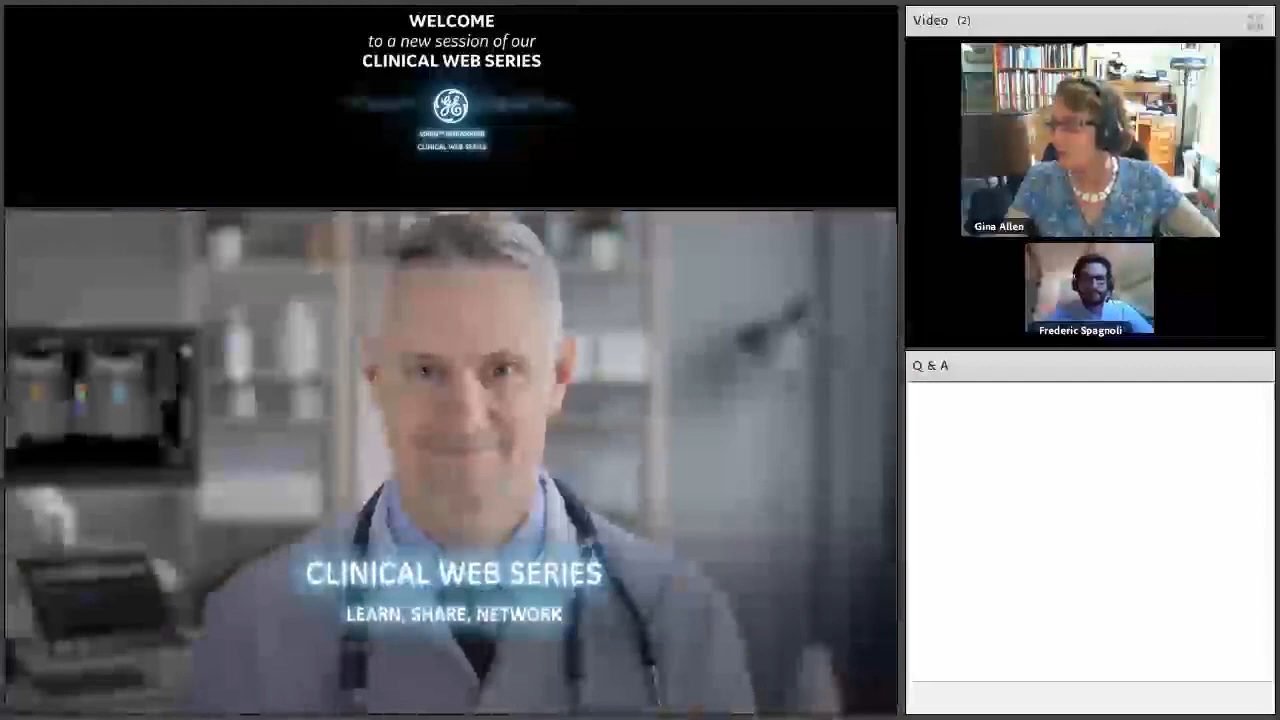 WELCOME
to a new session of our
CLINICAL WEB SERIES
GE
CLINICAL WEB SERIES
CLINICAL WEB SERIES
LEARN, SHARE, NETWORK
Video (2)
Gina Allen
Frederic Spagnoli
Q & A